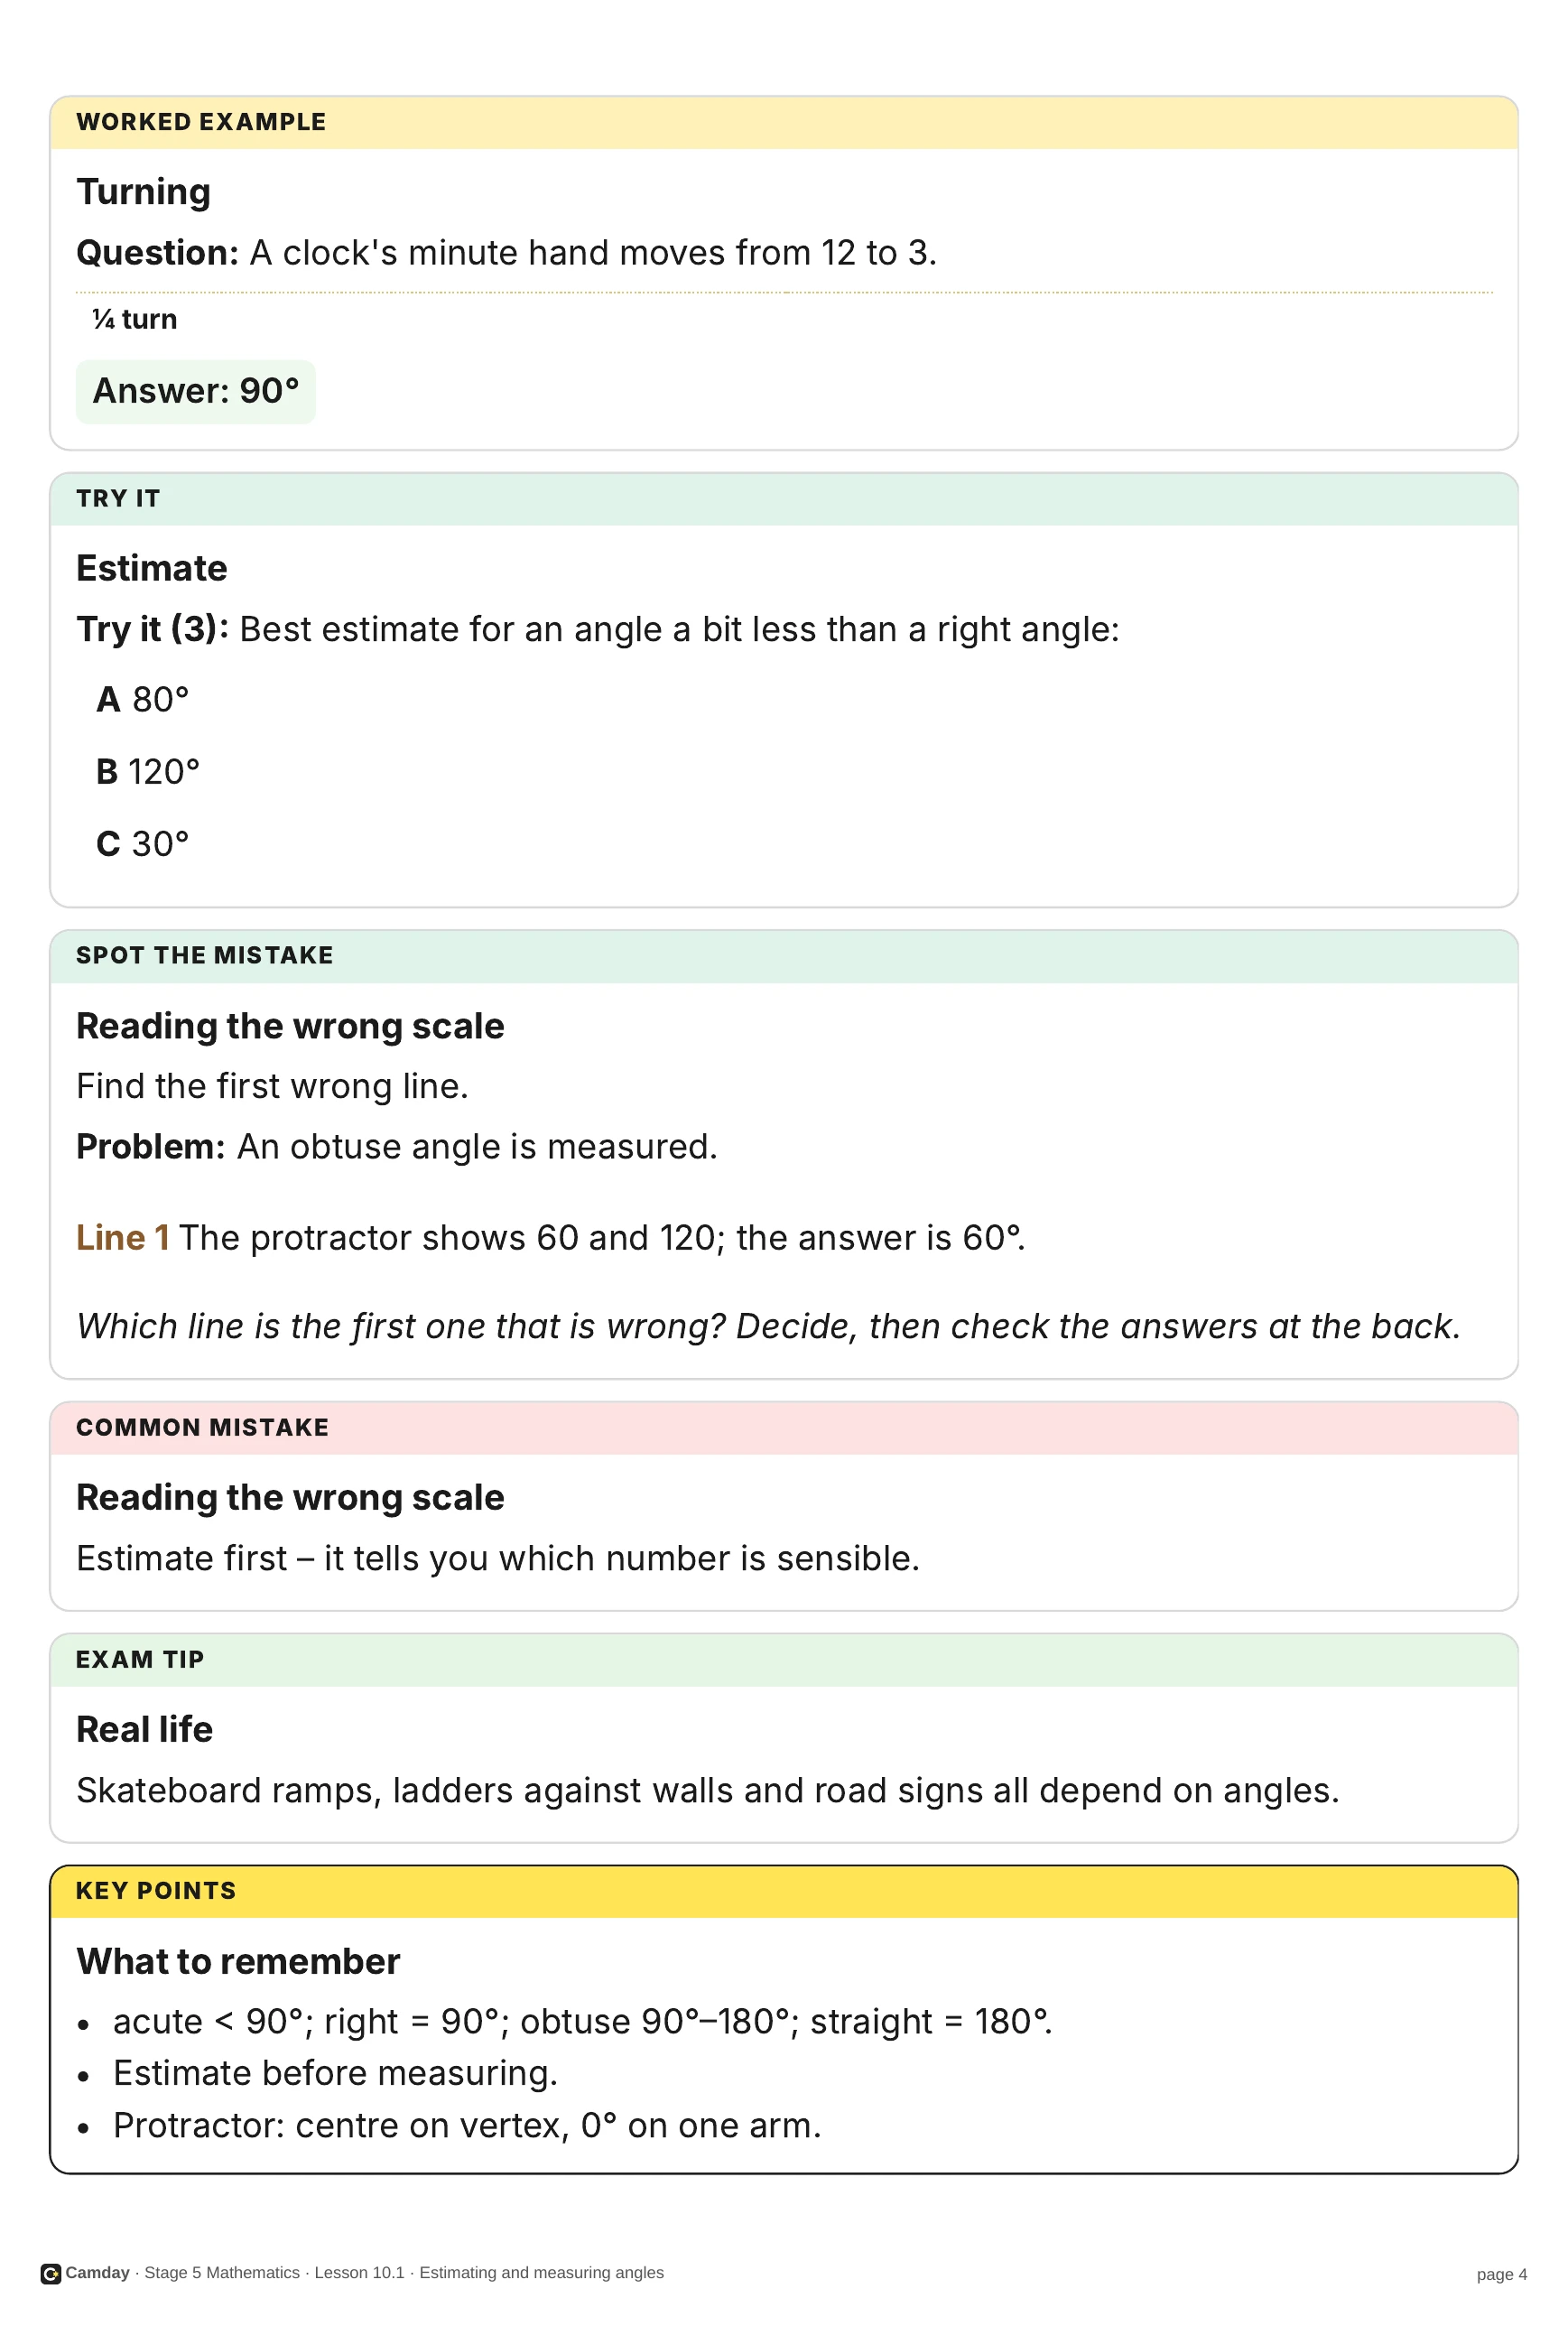 WORKED EXAMPLE
Turning
Question: A clock's minute hand moves from 12 to 3.
¼ turn
Answer: 90°
TRY IT
Estimate
Try it (3): Best estimate for an angle a bit less than a right angle:
A 80°
B 120°
C 30°
SPOT THE MISTAKE
Reading the wrong scale
Find the first wrong line.
Problem: An obtuse angle is measured.
Line 1 The protractor shows 60 and 120; the answer is 60°.
Which line is the first one that is wrong? Decide, then check the answers at the back.
COMMON MISTAKE
Reading the wrong scale
Estimate first – it tells you which number is sensible.
EXAM TIP
Real life
Skateboard ramps, ladders against walls and road signs all depend on angles.
KEY POINTS
What to remember
• acute < 90°; right = 90°; obtuse 90°–180°; straight = 180°.
• Estimate before measuring.
• Protractor: centre on vertex, 0° on one arm.
Camday · Stage 5 Mathematics · Lesson 10.1 · Estimating and measuring angles page 4